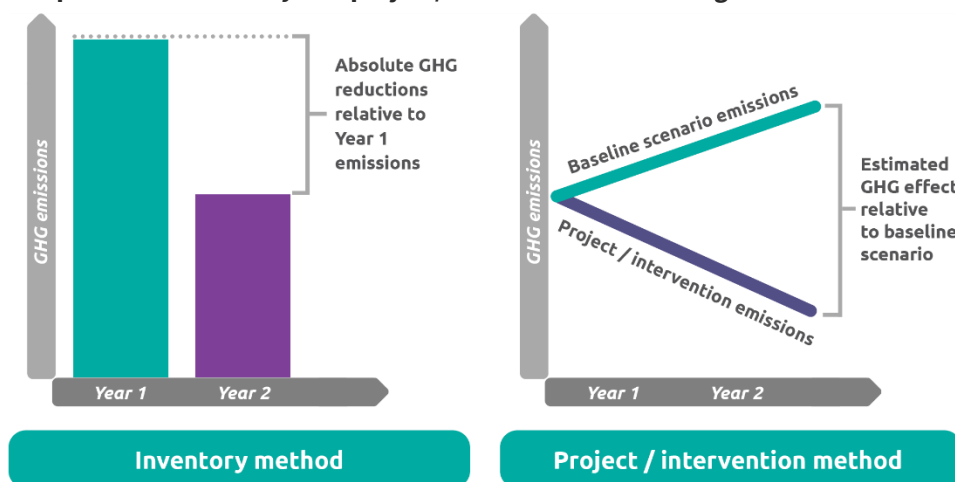 Absolute GHG
reductions
relative to
Year 1
emissions
GHG emissions
Year 1
Year 2
Inventory method
Baseline scenario emissions
Project / intervention emissions
Estimated
GHG effect
relative
to baseline
scenario
GHG emissions
Year 1
Year 2
Project / intervention method